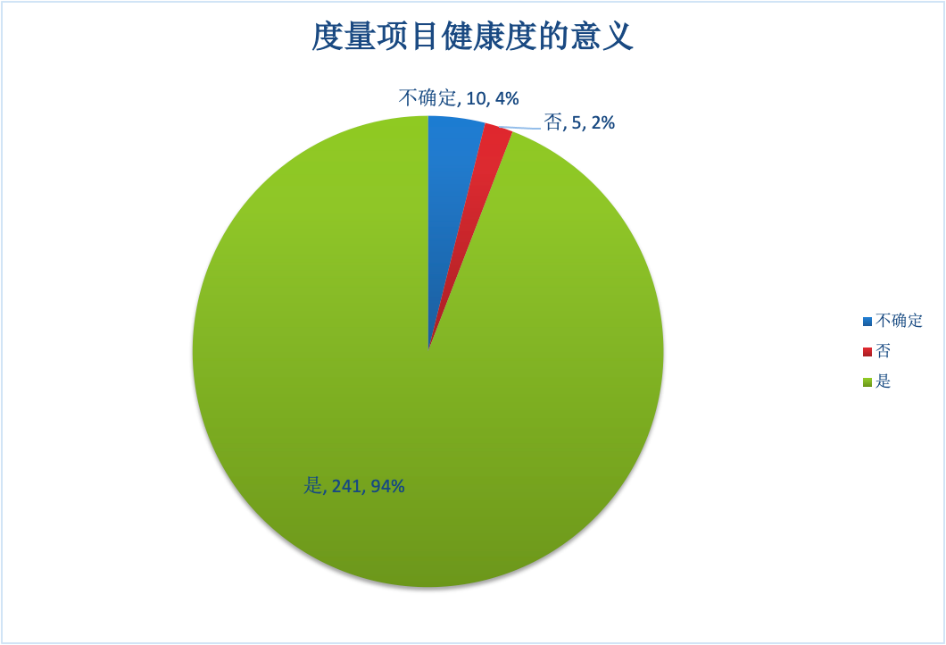 度量项目健康度的意义
不确定, 10, 4%
否, 5, 2%
是, 241, 94%
不确定
否
是